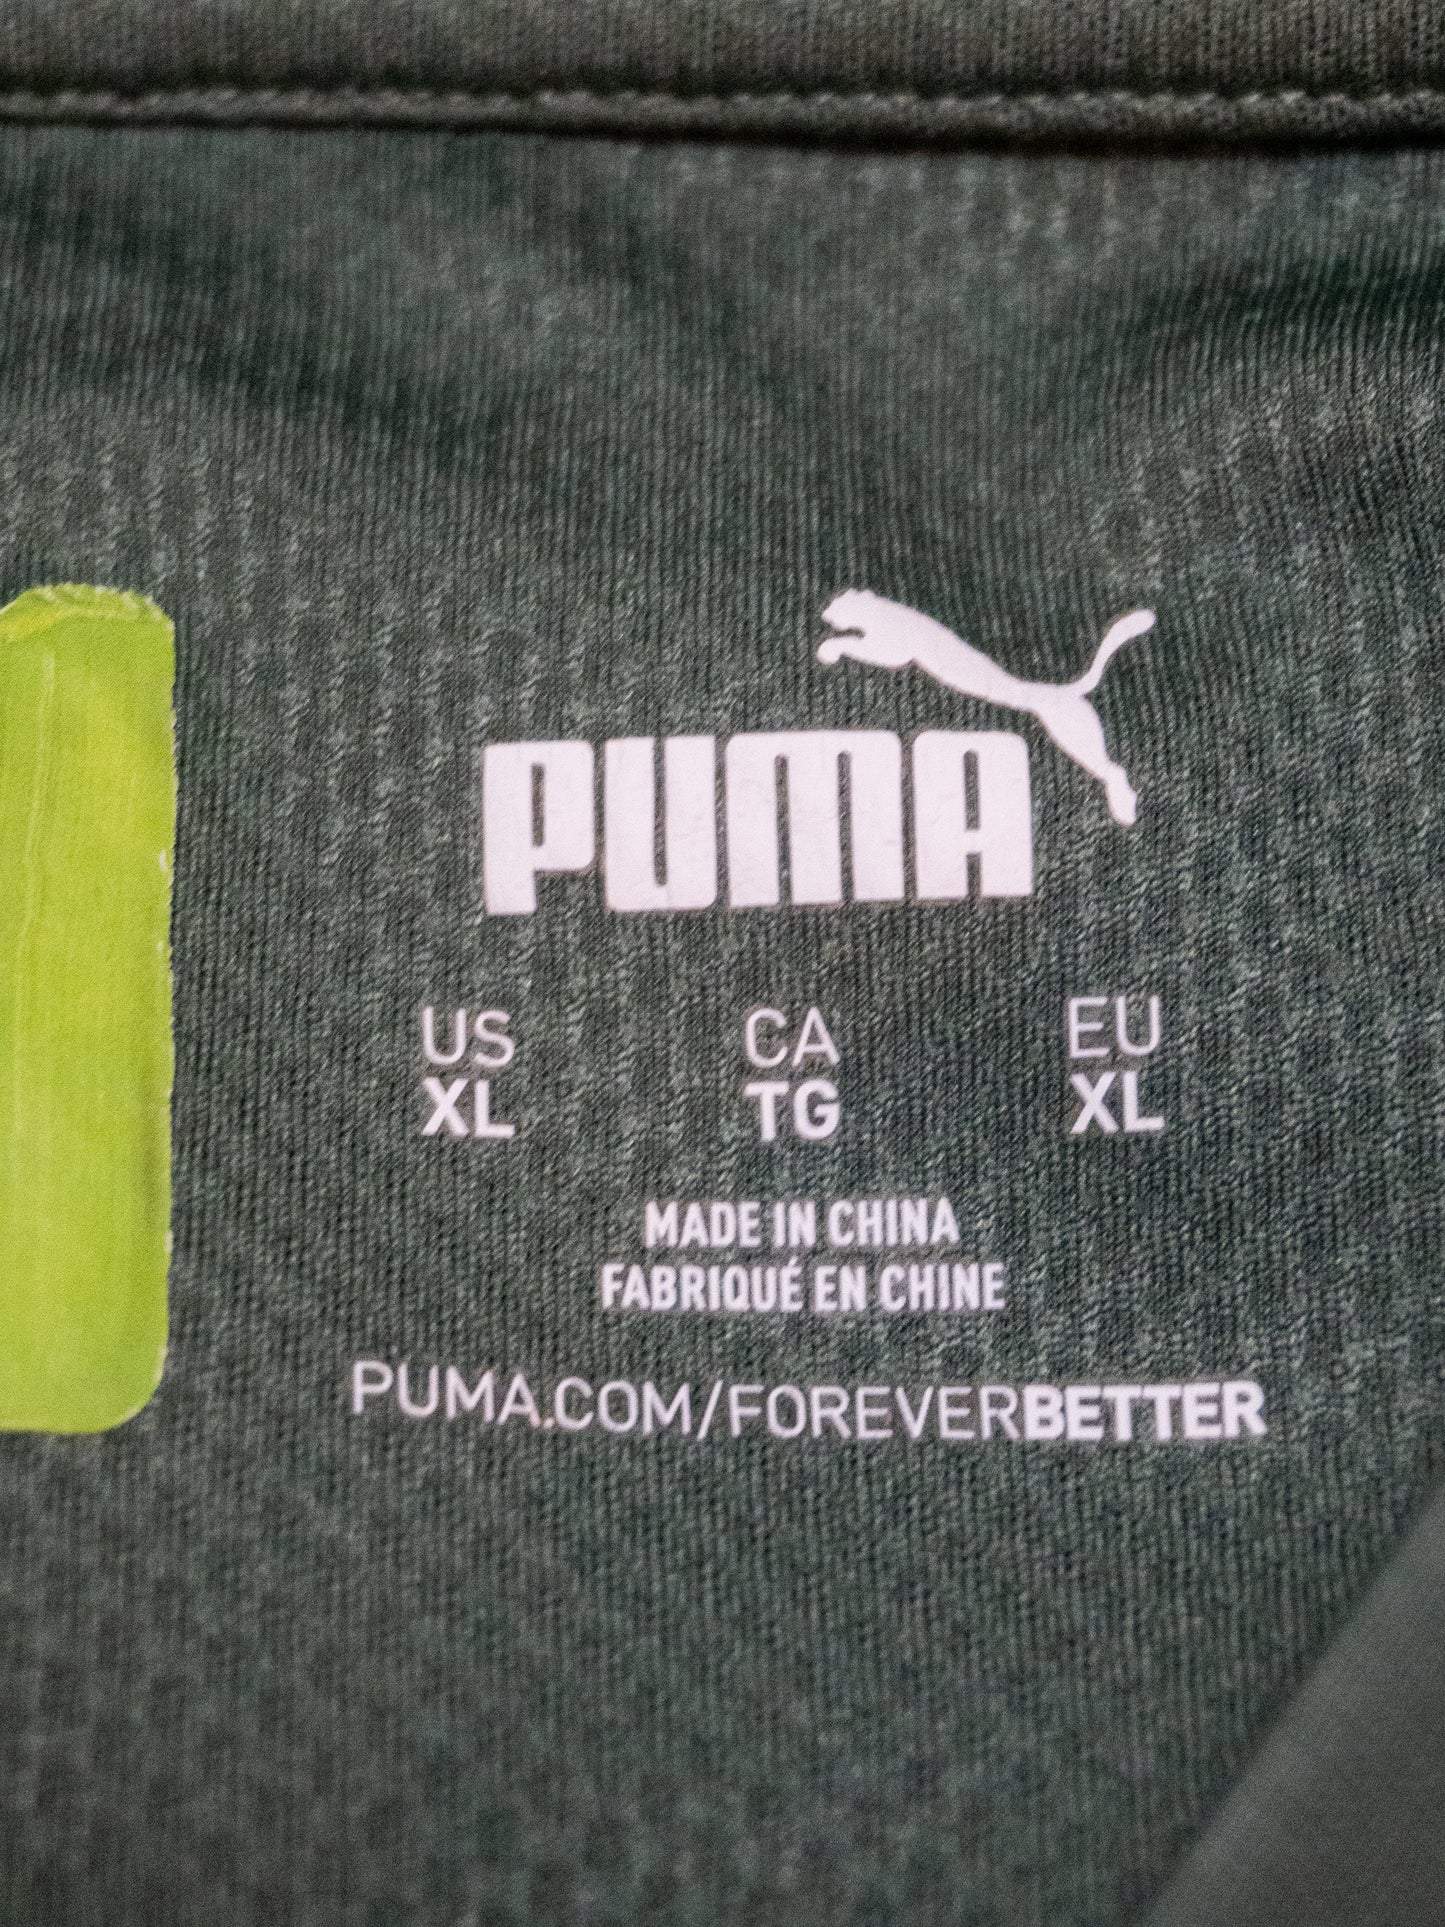 PUMA
US CA EU
XL TG XL
MADE IN CHINA
FABRIQUÉ EN CHINE
PUMA.COM/FOREVERBETTER